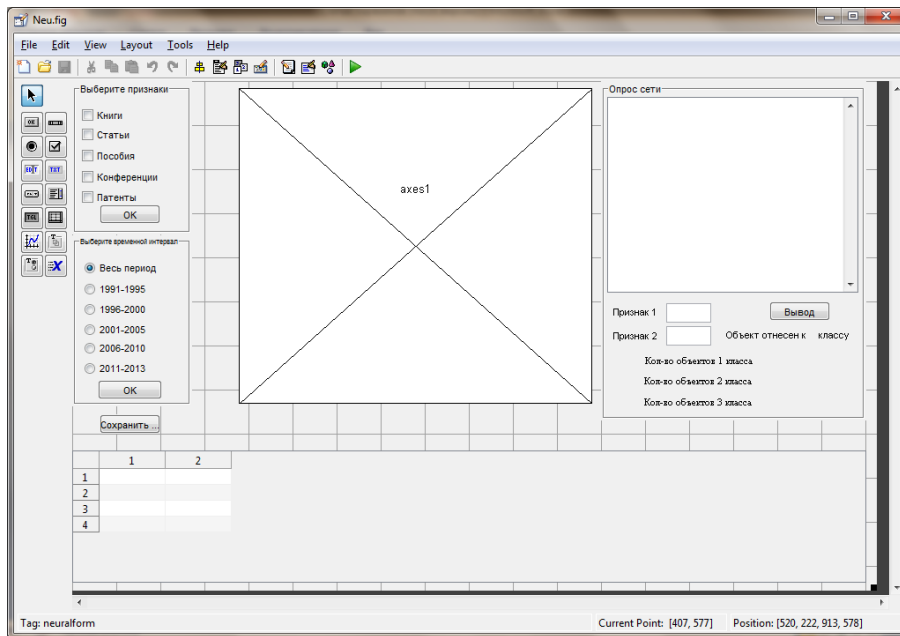 Neu.fig
File Edit View Layout Tools Help
Выберите признаки
Книги
Статьи
Пособия
Конференции
Патенты
OK
Выберите временной интервал
Весь период
1991-1995
1996-2000
2001-2005
2006-2010
2011-2013
OK
Сохранить ...
axes1
Опрос сети
Признак 1
Вывод
Признак 2
Объект отнесен к классу
Кол-во объектов 1 класса
Кол-во объектов 2 класса
Кол-во объектов 3 класса
1 2
1
2
3
4
Tag: neuralform
Current Point: [407, 577] Position: [520, 222, 913, 578]